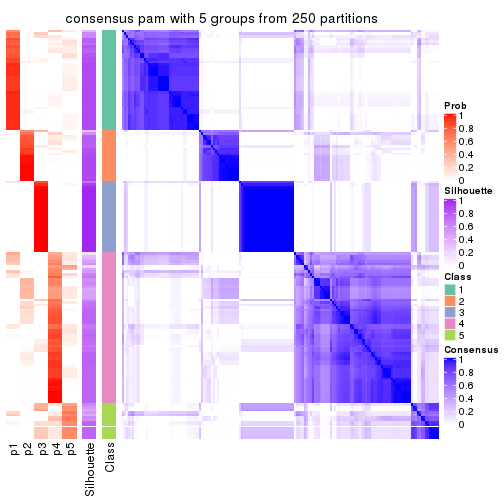 consensus pam with 5 groups from 250 partitions
Prob
1
0.8
0.6
0.4
0.2
0
Silhouette
1
0.8
0.6
0.4
0.2
0
Class
1
2
3
4
5
Consensus
1
0.8
0.6
0.4
0.2
0
p1
p2
p3
p4
p5
Silhouette
Class